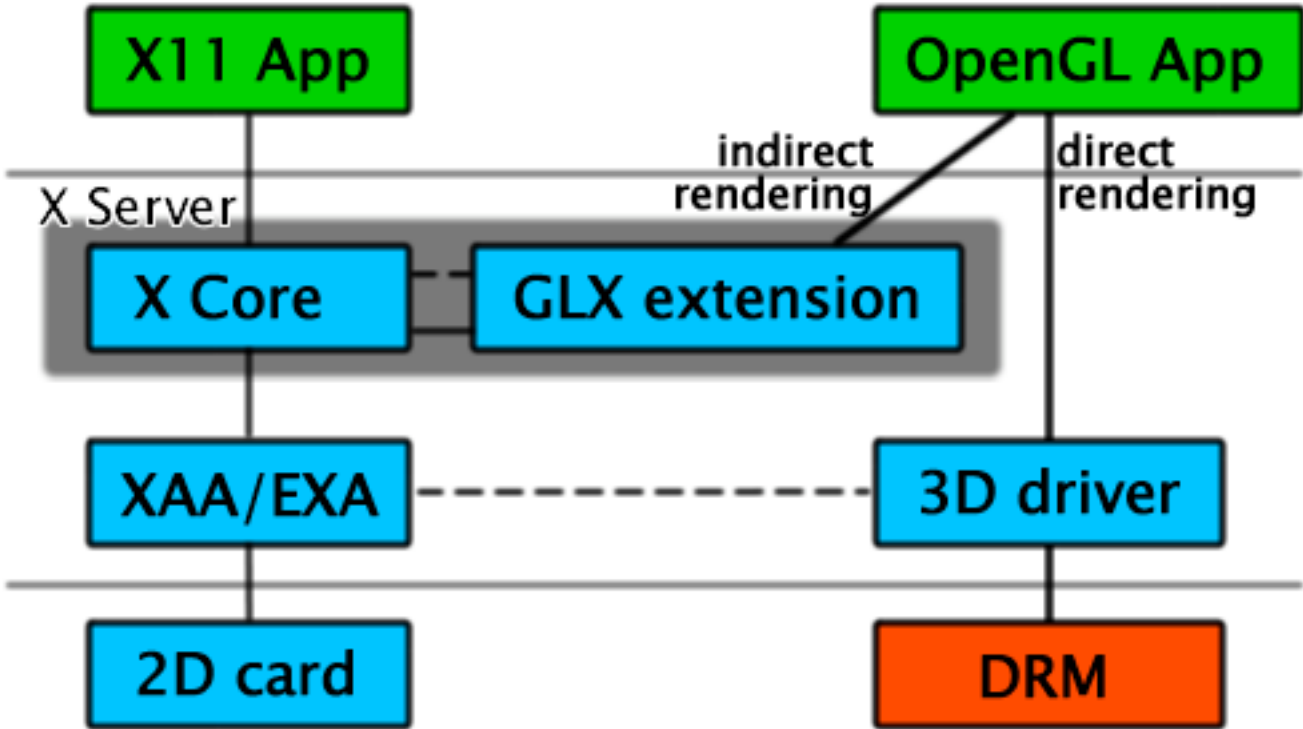 X11 App
OpenGL App
indirect
rendering
direct
rendering
X Server
X Core
GLX extension
XAA/EXA
3D driver
2D card
DRM